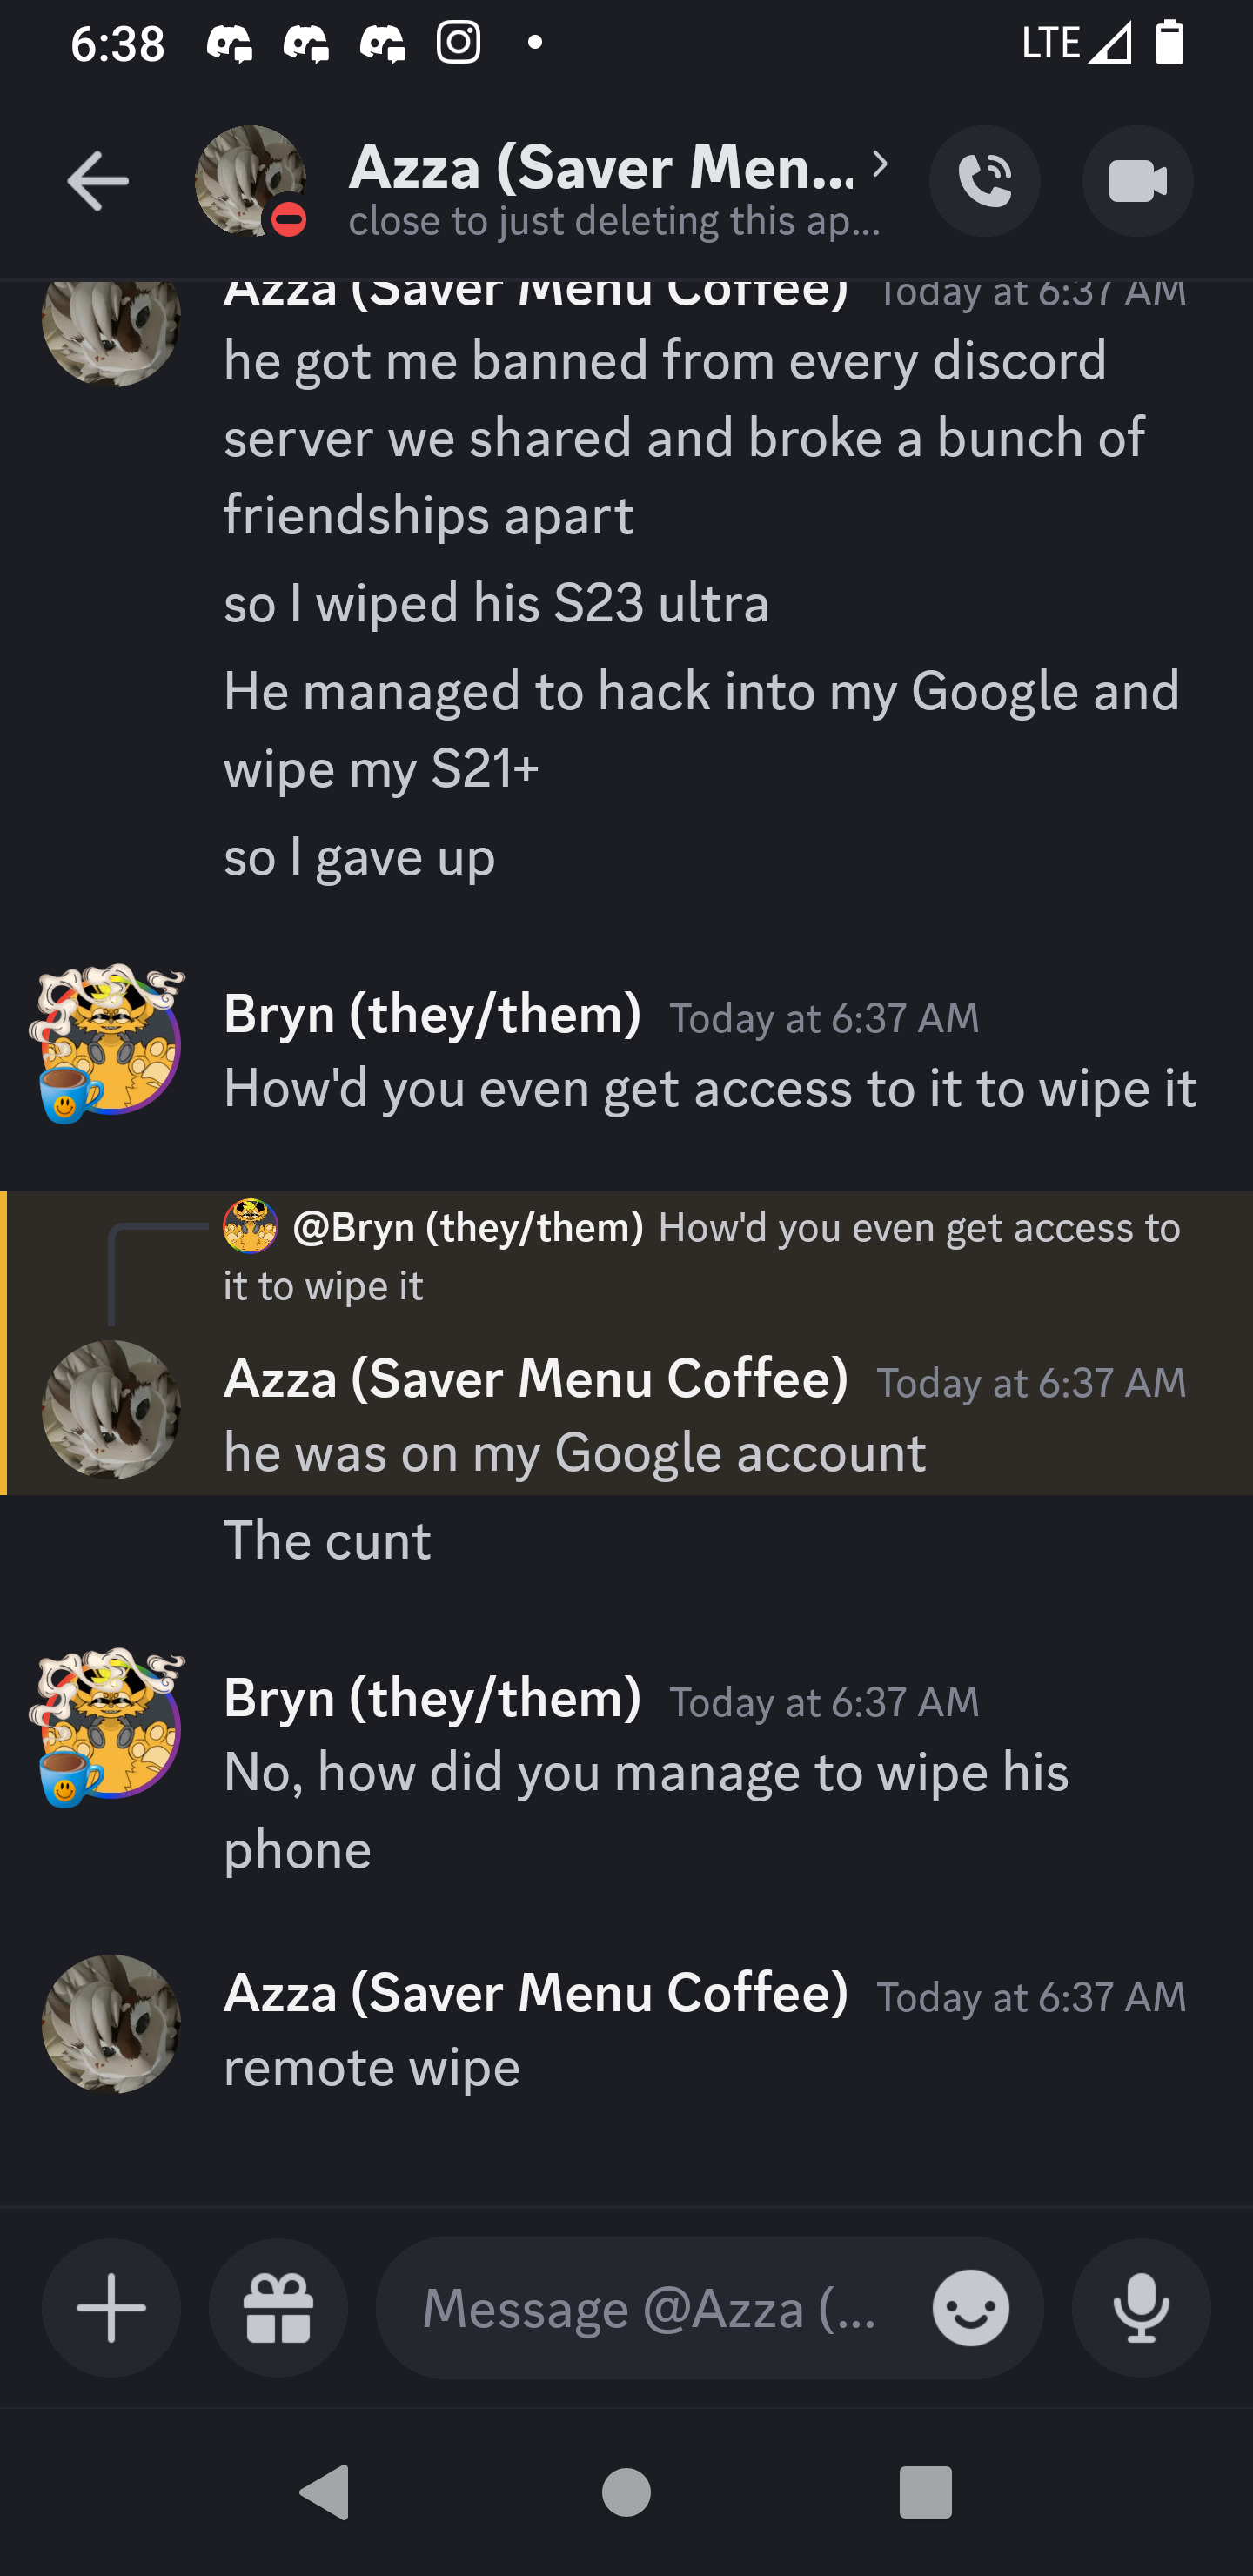 6:38 LTE
Azza (Saver Men...
close to just deleting this ap...
Azza (Saver Menu Coffee) Today at 6:37 AM
he got me banned from every discord
server we shared and broke a bunch of
friendships apart
so I wiped his S23 ultra
He managed to hack into my Google and
wipe my S21+
so I gave up
Bryn (they/them) Today at 6:37 AM
How'd you even get access to it to wipe it
@Bryn (they/them) How'd you even get access to
it to wipe it
Azza (Saver Menu Coffee) Today at 6:37 AM
he was on my Google account
The cunt
Bryn (they/them) Today at 6:37 AM
No, how did you manage to wipe his
phone
Azza (Saver Menu Coffee) Today at 6:37 AM
remote wipe
Message @Azza (...